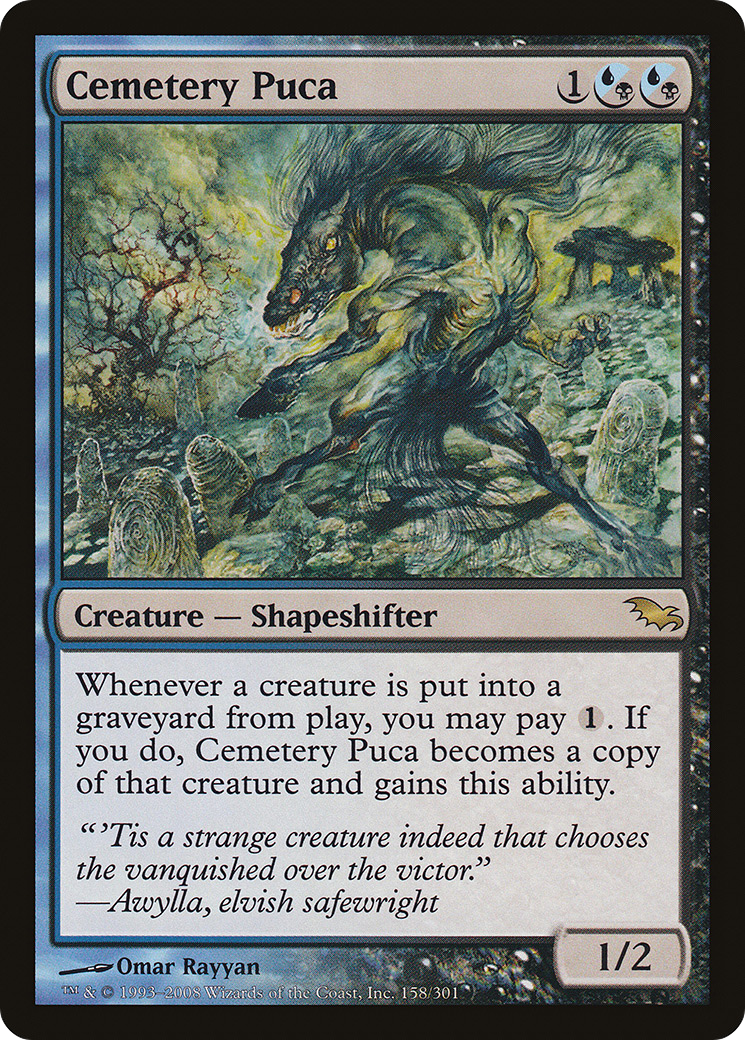 Cemetery Puca 1
Creature — Shapeshifter
Whenever a creature is put into a
graveyard from play, you may pay 1. If
you do, Cemetery Puca becomes a copy
of that creature and gains this ability.
“ ’Tis a strange creature indeed that chooses
the vanquished over the victor.”
—Awylla, elvish safewright
1/2
Omar Rayyan
™ & © 1993–2008 Wizards of the Coast, Inc. 158/301